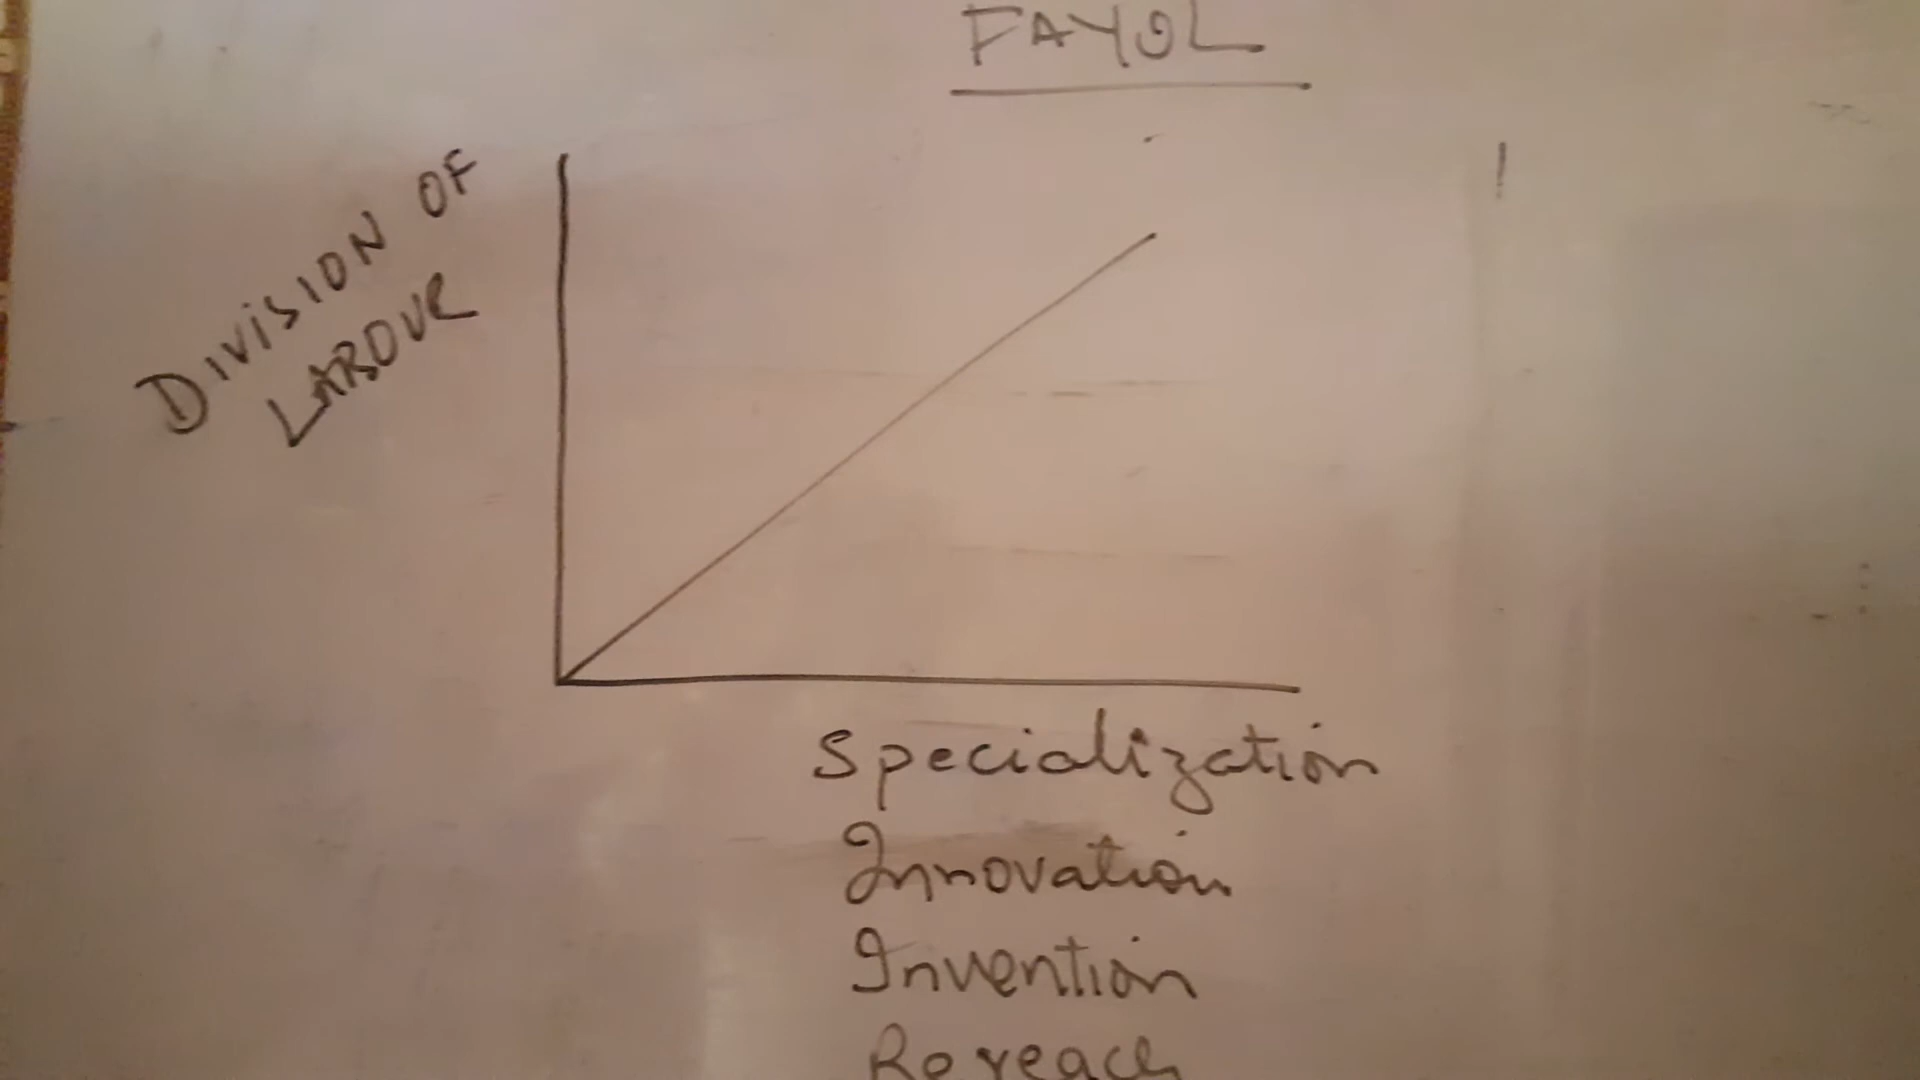 FAYOL
DIVISION OF
LABOUR
Specialization
Innovation
Invention